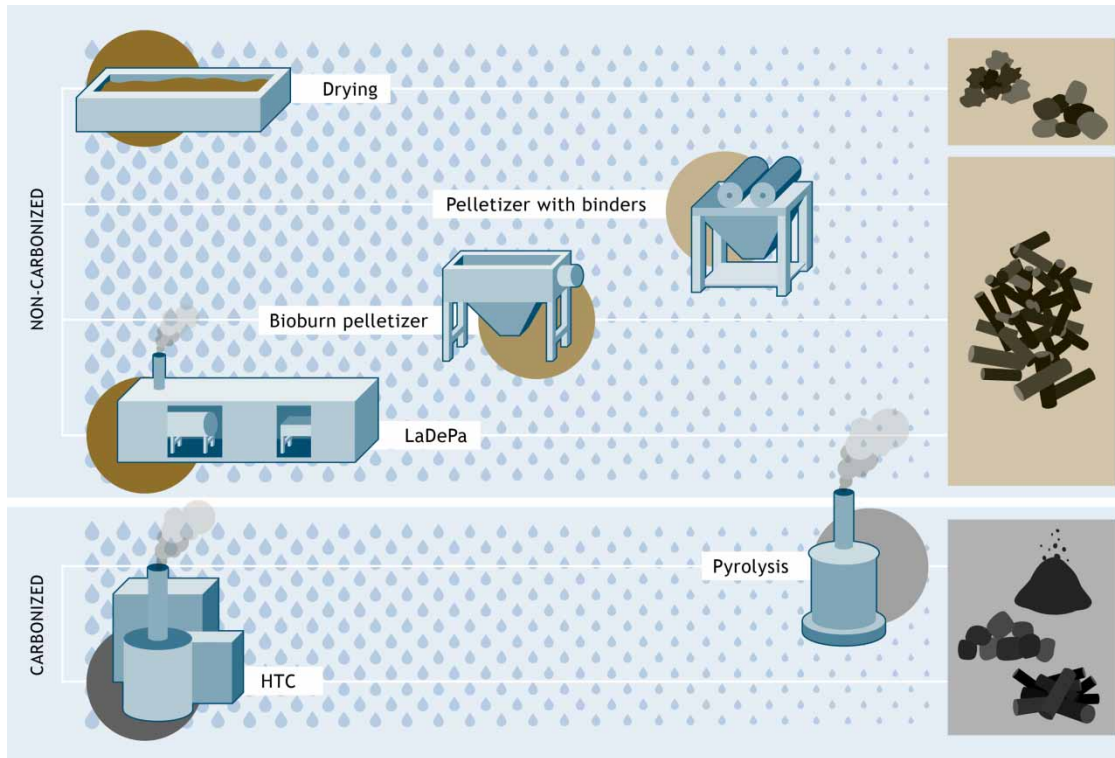 NON-CARBONIZED
Drying
Pelletizer with binders
Bioburn pelletizer
LaDePa
CARBONIZED
Pyrolysis
HTC